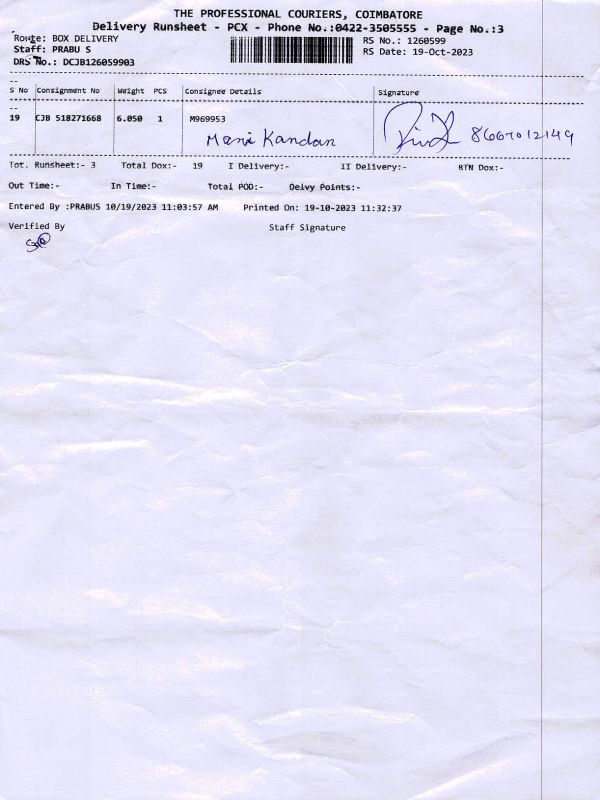 THE PROFESSIONAL COURIERS, COIMBATORE
Delivery Runsheet - PCX - Phone No.:0422-3505555 - Page No.:3
Route: BOX DELIVERY
RS No.: 1260599
Staff: PRABU S
RS Date: 19-Oct-2023
DRS No.: DCJB126059903
S No Consignment No Weight PCS Consignee Details Signature
19 CJB 518271668 6.050 1 M969953
Mani Kandan 8667012149
Tot. Runsheet:- 3 Total Dox:- 19 I Delivery:- II Delivery:- RTN Dox:-
Out Time:- In Time:- Total POD:- Delvy Points:-
Entered By :PRABUS 10/19/2023 11:03:57 AM Printed On: 19-10-2023 11:32:37
Verified By Staff Signature